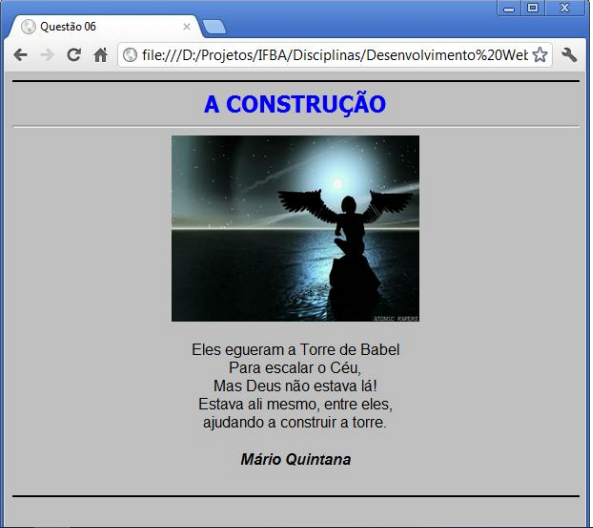 Questão 06
file:///D:/Projetos/IFBA/Disciplinas/Desenvolvimento%20Web
A CONSTRUÇÃO
ATOMIC PAPERS
Eles egueram a Torre de Babel
Para escalar o Céu,
Mas Deus não estava lá!
Estava ali mesmo, entre eles,
ajudando a construir a torre.
Mário Quintana